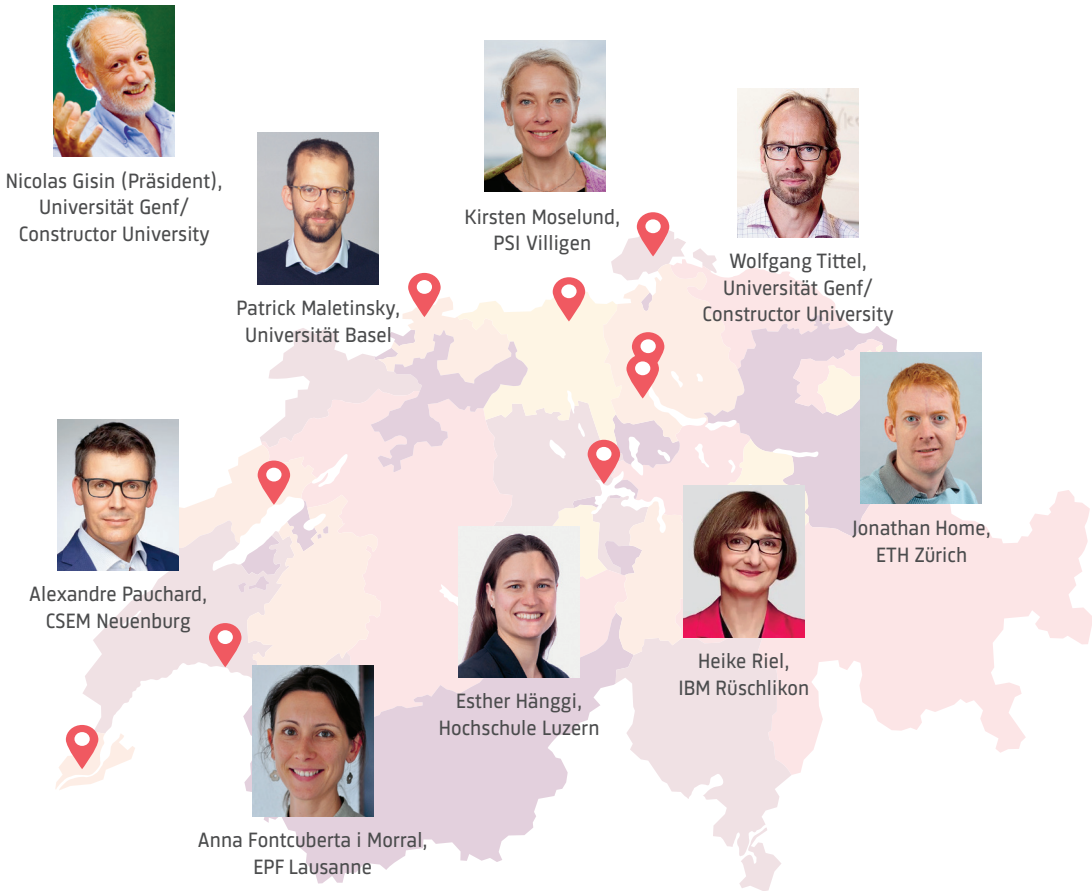 Nicolas Gisin (Präsident),
Universität Genf/
Constructor University
Patrick Maletinsky,
Universität Basel
Kirsten Moselund,
PSI Villigen
Wolfgang Tittel,
Universität Genf/
Constructor University
Jonathan Home,
ETH Zürich
Alexandre Pauchard,
CSEM Neuenburg
Heike Riel,
IBM Rüschlikon
Esther Hänggi,
Hochschule Luzern
Anna Fontcuberta i Morral,
EPF Lausanne